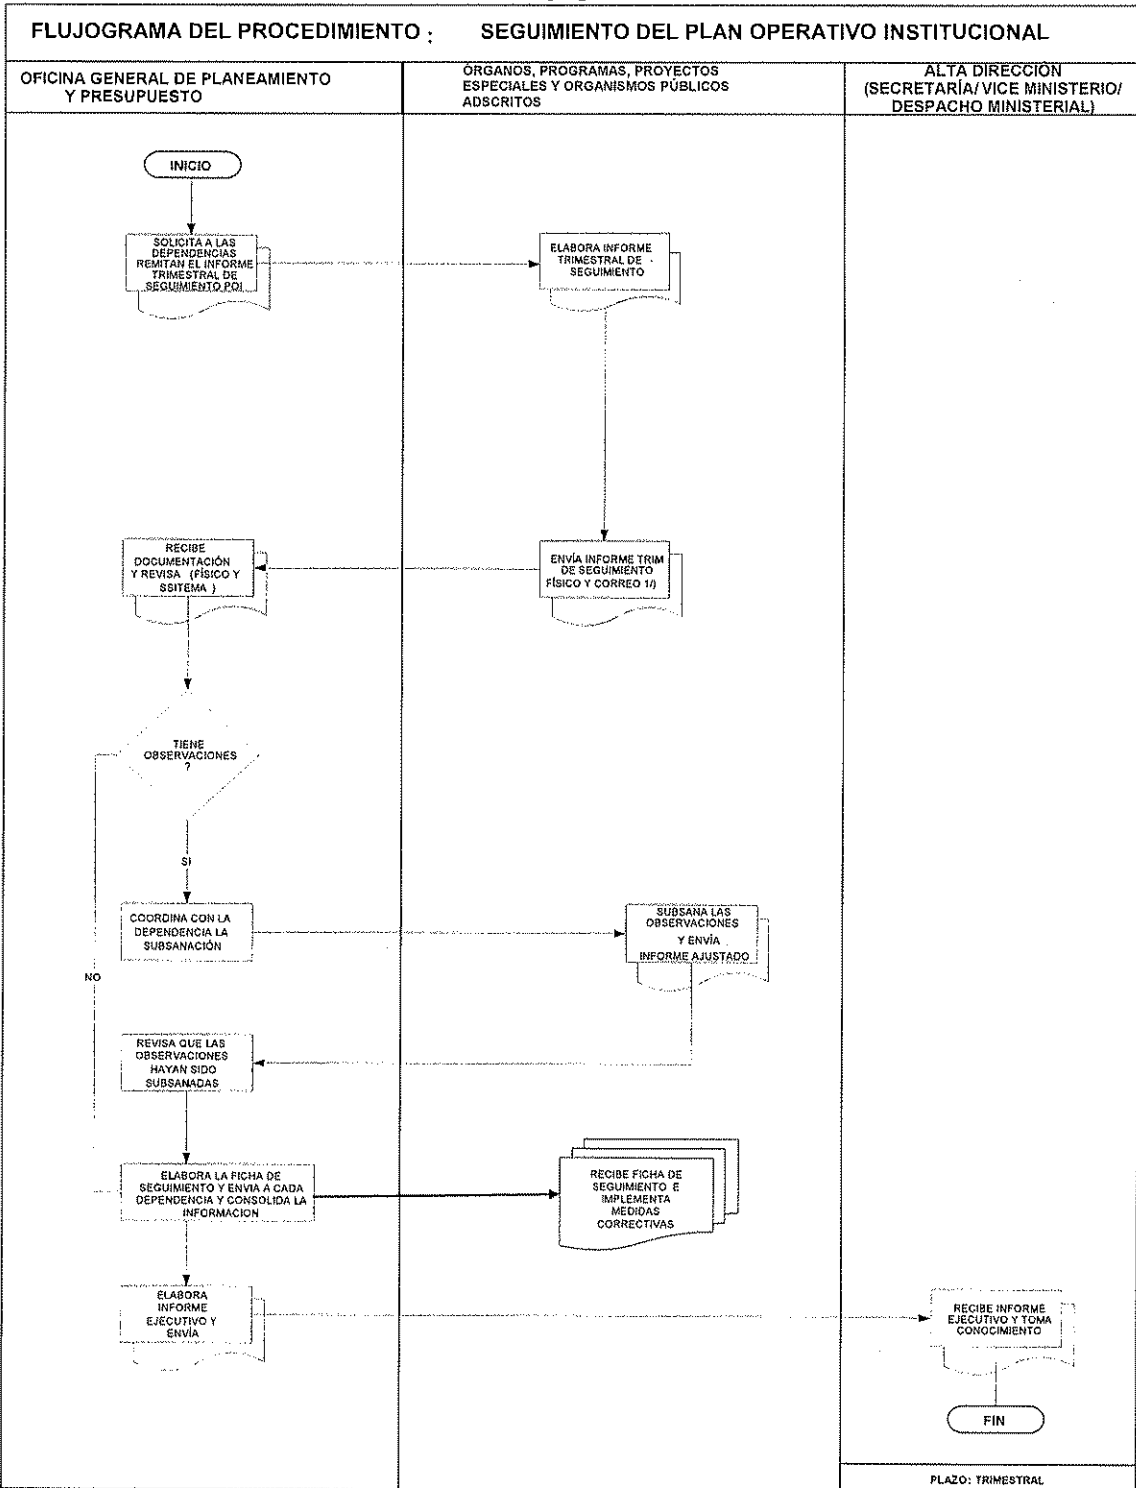 FLUJOGRAMA DEL PROCEDIMIENTO : SEGUIMIENTO DEL PLAN OPERATIVO INSTITUCIONAL
OFICINA GENERAL DE PLANEAMIENTO
Y PRESUPUESTO
ÓRGANOS, PROGRAMAS, PROYECTOS
ESPECIALES Y ORGANISMOS PÚBLICOS
ADSCRITOS
ALTA DIRECCIÓN
(SECRETARÍA/ VICE MINISTERIO/
DESPACHO MINISTERIAL)
INICIO
SOLICITA A LAS
DEPENDENCIAS
REMITAN EL INFORME
TRIMESTRAL DE
SEGUIMIENTO POI
ELABORA INFORME
TRIMESTRAL DE
SEGUIMIENTO
RECIBE
DOCUMENTACIÓN
Y REVISA (FÍSICO Y
SSITEMA )
ENVÍA INFORME TRIM
DE SEGUIMIENTO
FÍSICO Y CORREO 1/)
TIENE
OBSERVACIONES
?
SI
COORDINA CON LA
DEPENDENCIA LA
SUBSANACIÓN
SUBSANA LAS
OBSERVACIONES
Y ENVÍA
INFORME AJUSTADO
NO
REVISA QUE LAS
OBSERVACIONES
HAYAN SIDO
SUBSANADAS
ELABORA LA FICHA DE
SEGUIMIENTO Y ENVIA A CADA
DEPENDENCIA Y CONSOLIDA LA
INFORMACION
RECIBE FICHA DE
SEGUIMIENTO E
IMPLEMENTA
MEDIDAS
CORRECTIVAS
ELABORA
INFORME
EJECUTIVO Y
ENVÍA
RECIBE INFORME
EJECUTIVO Y TOMA
CONOCIMIENTO
FIN
PLAZO: TRIMESTRAL